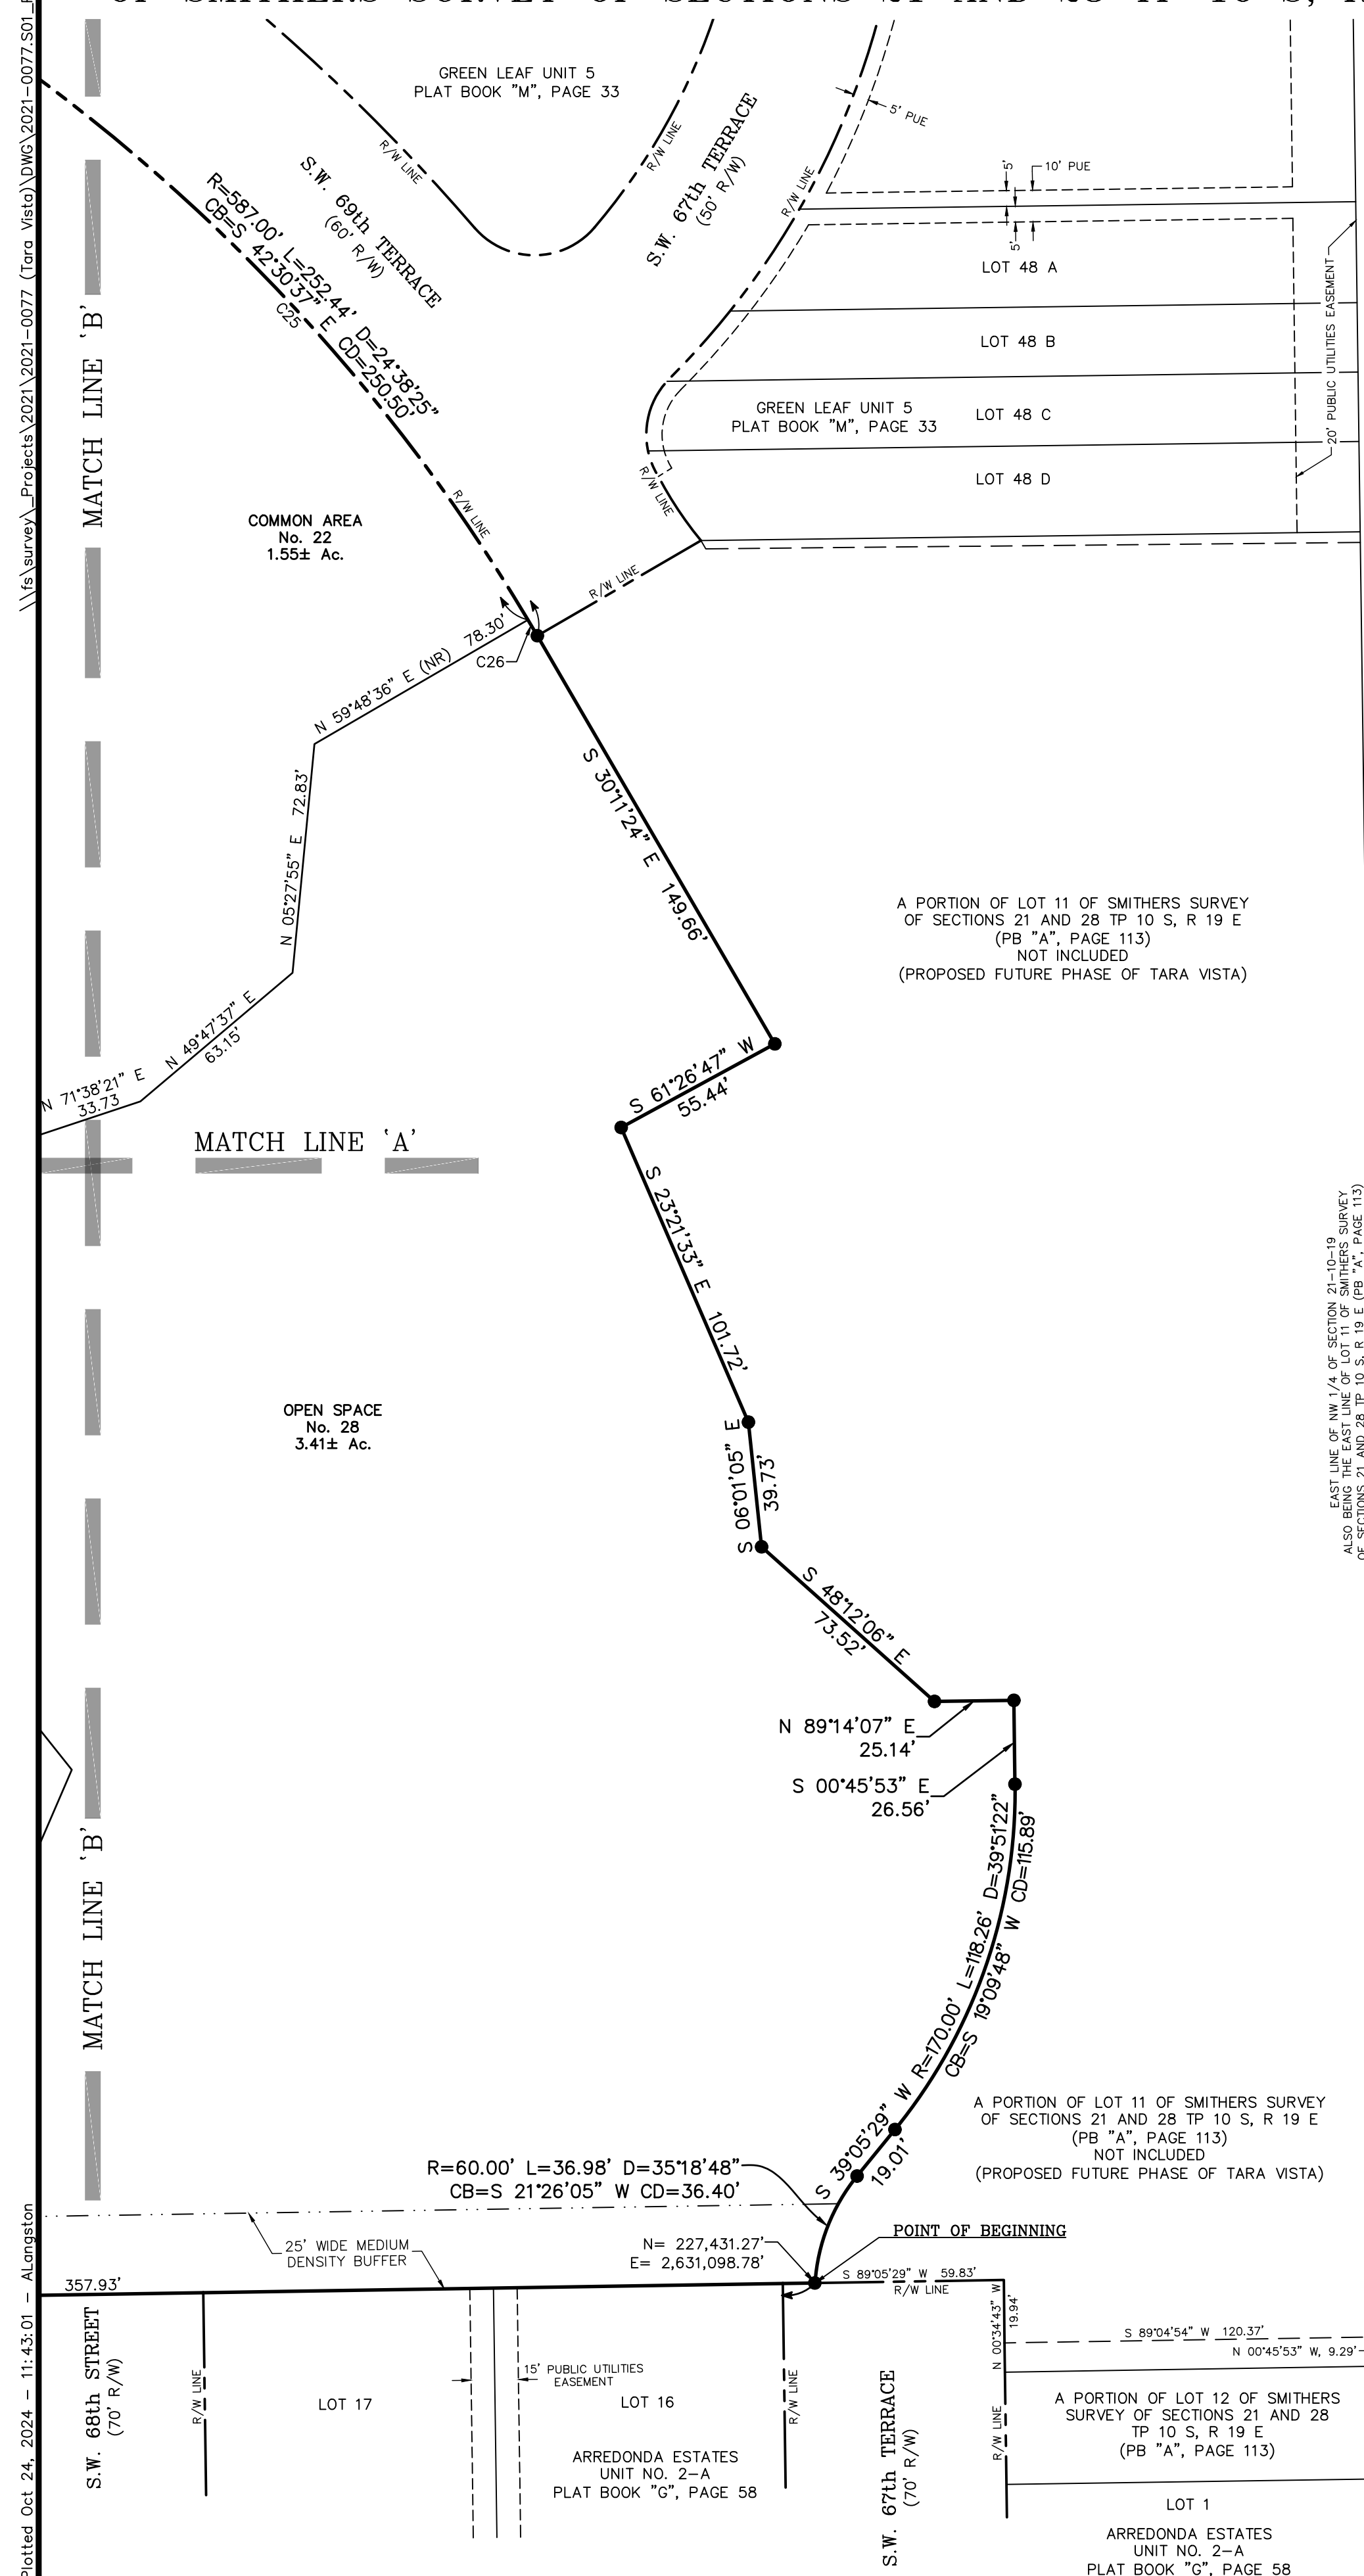 \\fs\survey\_Projects\2021\2021-0077 (Tara Vista)\DWG\2021-0077.S01
OF SMITHERS SURVEY OF SECTIONS 21 AND 28 TP 10 S,
GREEN LEAF UNIT 5
PLAT BOOK "M", PAGE 33
R/W LINE
R/W LINE
S.W. 69th TERRACE
(60' R/W)
S.W. 67th TERRACE
(50' R/W)
R/W LINE
5' PUE
5'
10' PUE
5'
20' PUBLIC UTILITIES EASEMENT
LOT 48 A
LOT 48 B
LOT 48 C
LOT 48 D
GREEN LEAF UNIT 5
PLAT BOOK "M", PAGE 33
R/W LINE
R=587.00' L=252.44' D=24°38'25"
CB=S 42°30'37" E CD=250.50'
C25
MATCH LINE 'B'
R/W LINE
COMMON AREA
No. 22
1.55± Ac.
R/W LINE
C26
N 59°48'36" E (NR) 78.30'
N 05°27'55" E 72.83'
N 49°47'37" E
63.15'
N 71°38'21" E
33.73
S 30°11'24" E 149.66'
A PORTION OF LOT 11 OF SMITHERS SURVEY
OF SECTIONS 21 AND 28 TP 10 S, R 19 E
(PB "A", PAGE 113)
NOT INCLUDED
(PROPOSED FUTURE PHASE OF TARA VISTA)
S 61°26'47" W
55.44'
MATCH LINE 'A'
S 23°21'33" E 101.72'
EAST LINE OF NW 1/4 OF SECTION 21-10-19
ALSO BEING THE EAST LINE OF LOT 11 OF SMITHERS SURVEY
OF SECTIONS 21 AND 28 TP 10 S, R 19 E (PB "A", PAGE 113)
OPEN SPACE
No. 28
3.41± Ac.
S 06°01'05" E
39.73'
S 48°12'06" E
73.52'
N 89°14'07" E
25.14'
S 00°45'53" E
26.56'
MATCH LINE 'B'
R=170.00' L=118.26' D=39°51'22"
CB=S 19°09'48" W CD=115.89'
S 39°05'29" W
19.01'
A PORTION OF LOT 11 OF SMITHERS SURVEY
OF SECTIONS 21 AND 28 TP 10 S, R 19 E
(PB "A", PAGE 113)
NOT INCLUDED
(PROPOSED FUTURE PHASE OF TARA VISTA)
R=60.00' L=36.98' D=35°18'48"
CB=S 21°26'05" W CD=36.40'
POINT OF BEGINNING
N= 227,431.27'
E= 2,631,098.78'
25' WIDE MEDIUM
DENSITY BUFFER
357.93'
S 89°05'29" W 59.83'
R/W LINE
N 00°34'43" W
19.94'
S 89°04'54" W 120.37'
N 00°45'53" W, 9.29'
S.W. 68th STREET
(70' R/W)
R/W LINE
LOT 17
15' PUBLIC UTILITIES
EASEMENT
LOT 16
R/W LINE
ARREDONDA ESTATES
UNIT NO. 2-A
PLAT BOOK "G", PAGE 58
S.W. 67th TERRACE
(70' R/W)
R/W LINE
A PORTION OF LOT 12 OF SMITHERS
SURVEY OF SECTIONS 21 AND 28
TP 10 S, R 19 E
(PB "A", PAGE 113)
LOT 1
ARREDONDA ESTATES
UNIT NO. 2-A
PLAT BOOK "G", PAGE 58
Plotted Oct 24, 2024 - 11:43:01 - ALangston